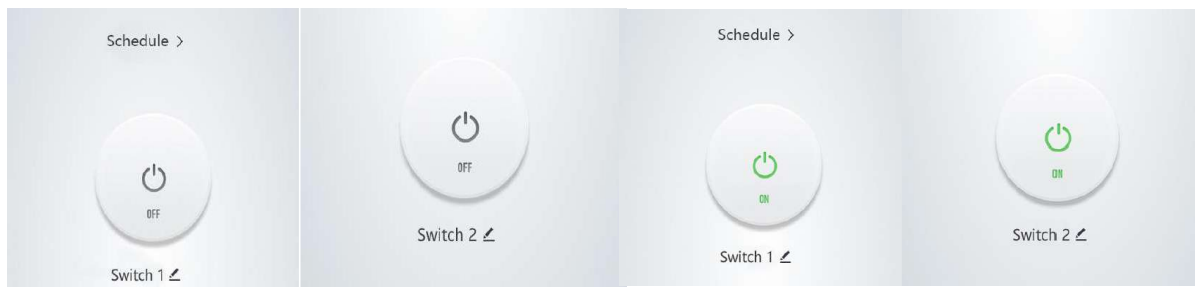 Schedule >
OFF
Switch 1
OFF
Switch 2
Schedule >
ON
Switch 1
ON
Switch 2